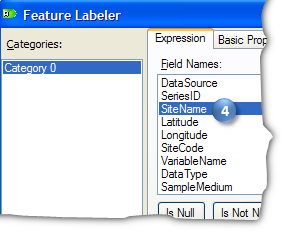 Feature Labeler
Categories:
Category 0
Expression
Basic Prop
Field Names:
DataSource
SeriesID
SiteName
4
Latitude
Longitude
SiteCode
VariableName
DataType
SampleMedium
Is Null
Is Not N